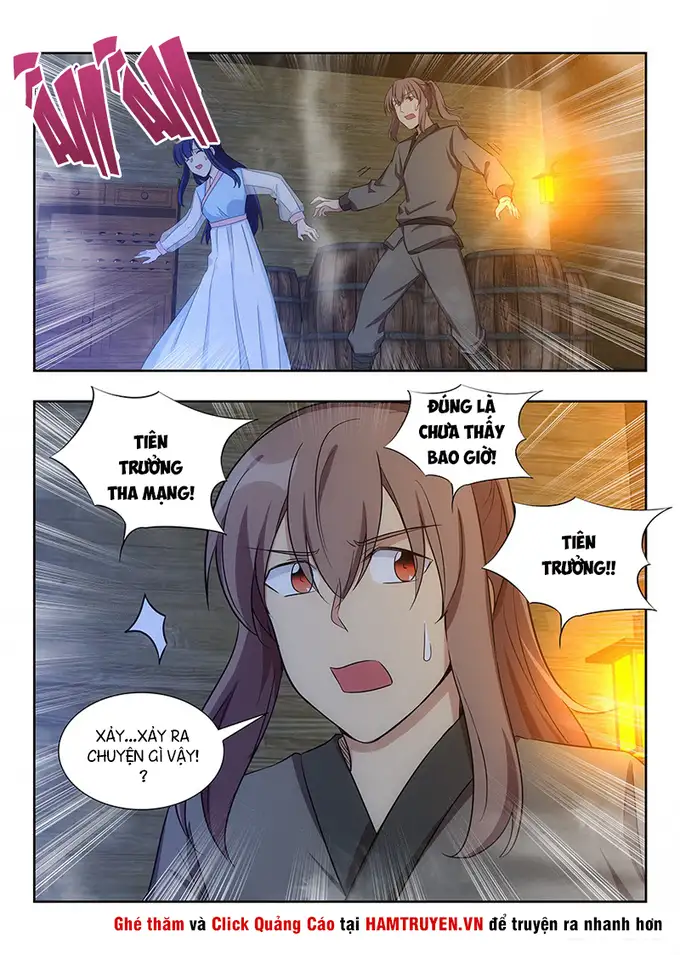 ẦM ẦM
TIÊN
TRƯỞNG
THA MẠNG!
ĐÚNG LÀ
CHƯA THẤY
BAO GIỜ!
TIÊN
TRƯỞNG!!
XẢY...XẢY RA
CHUYỆN GÌ VẬY!
?
Ghé thăm và Click Quảng Cáo tại HAMTRUYEN.VN để truyện ra nhanh hơn